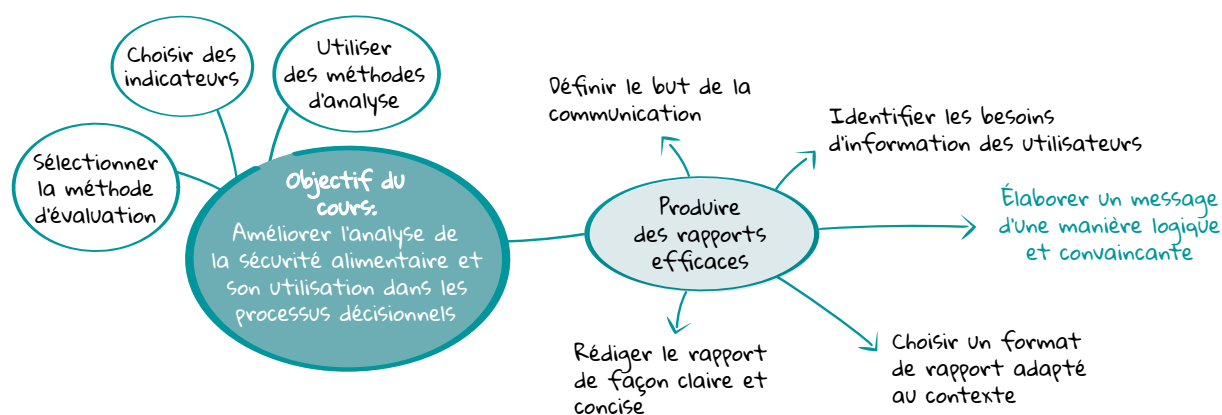 Choisir des
indicateurs
Utiliser
des méthodes
d'analyse
Sélectionner
la méthode
d'évaluation
Objectif du
cours:
Améliorer l'analyse de
la sécurité alimentaire et
son utilisation dans les
processus décisionnels
Produire
des rapports
efficaces
Définir le but de la
communication
Identifier les besoins
d'information des utilisateurs
Élaborer un message
d'une manière logique
et convaincante
Choisir un format
de rapport adapté
au contexte
Rédiger le rapport
de façon claire et
concise